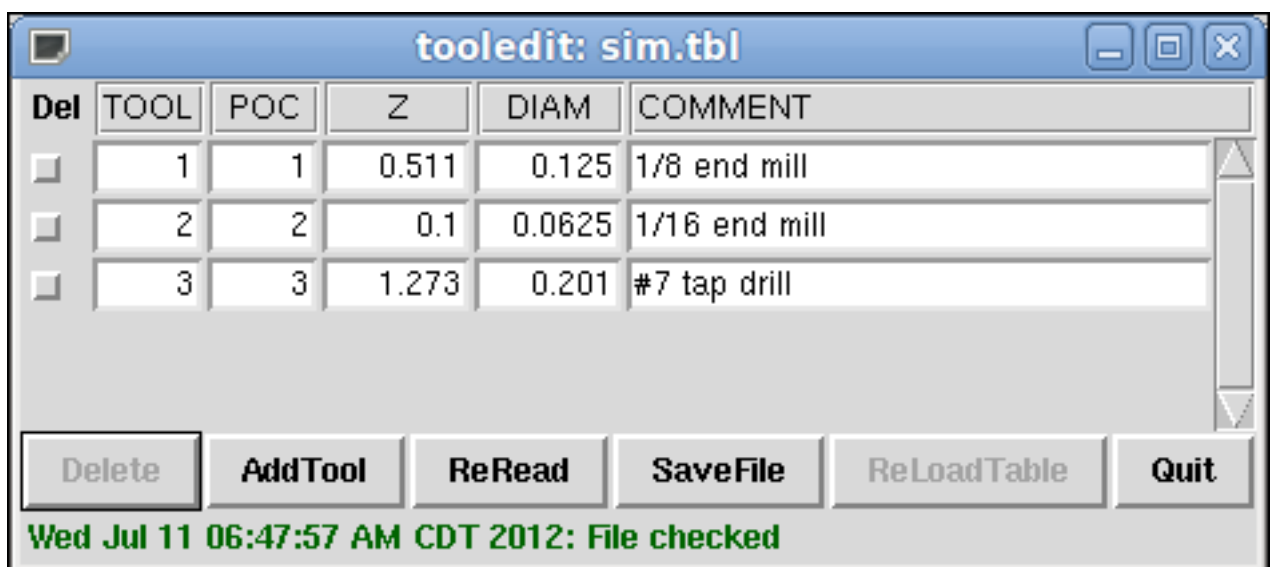 tooledit: sim.tbl
Del TOOL POC Z DIAM COMMENT
1 1 0.511 0.125 1/8 end mill
2 2 0.1 0.0625 1/16 end mill
3 3 1.273 0.201 #7 tap drill
Delete AddTool ReRead SaveFile ReLoadTable Quit
Wed Jul 11 06:47:57 AM CDT 2012: File checked